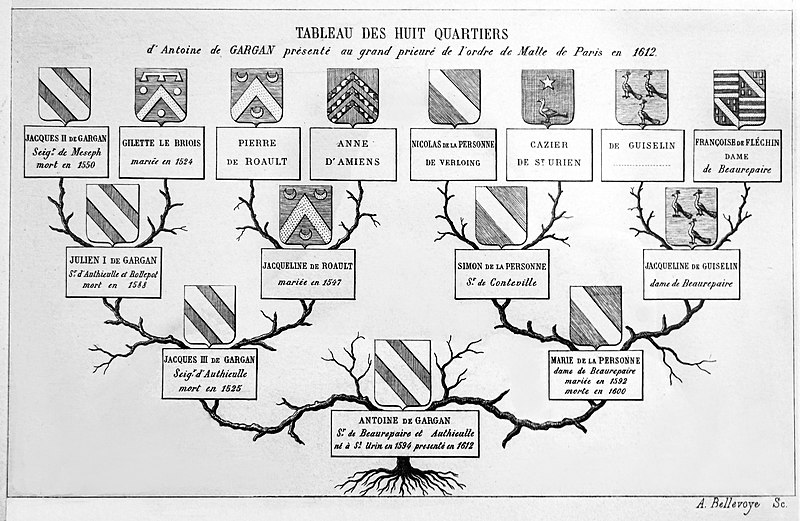 TABLEAU DES HUIT QUARTIERS
d'Antoine de GARGAN présenté au grand prieuré de l'ordre de Malte de Paris en 1612.
JACQUES II DE GARGAN
Seigr. de Meseph
mort en 1550
GILETTE LE BRIOIS
mariée en 1524
PIERRE
DE ROAULT
ANNE
D'AMIENS
NICOLAS DE LA PERSONNE
DE VERLOING
CAZIER
DE St. URIEN
DE GUISELIN
FRANÇOISE DE FLÉCHIN
DAME
de Beaurepaire
JULIEN I DE GARGAN
Sr. d'Authieulle et Rollepot
mort en 1588
JACQUELINE DE ROAULT
mariée en 1547
SIMON DE LA PERSONNE
Sr. de Conteville
JACQUELINE DE GUISELIN
dame de Beaurepaire
JACQUES III DE GARGAN
Seigr. d'Authieulle
mort en 1525
MARIE DE LA PERSONNE
dame de Beaurepaire
mariée en 1592
morte en 1600
ANTOINE DE GARGAN
Sr. de Beaurepaire et Authieulle
né à St. Urin en 1594 présenté en 1612
A. Bellevoye Sc.